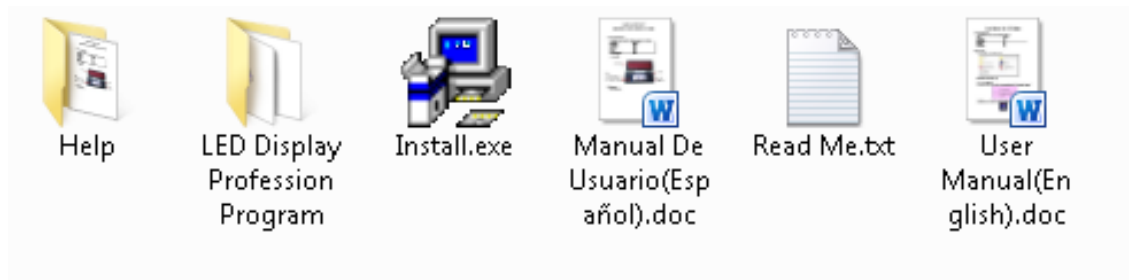 Help
LED Display
Profession
Program
Install.exe
Manual De
Usuario(Esp
añol).doc
Read Me.txt
User
Manual(En
glish).doc